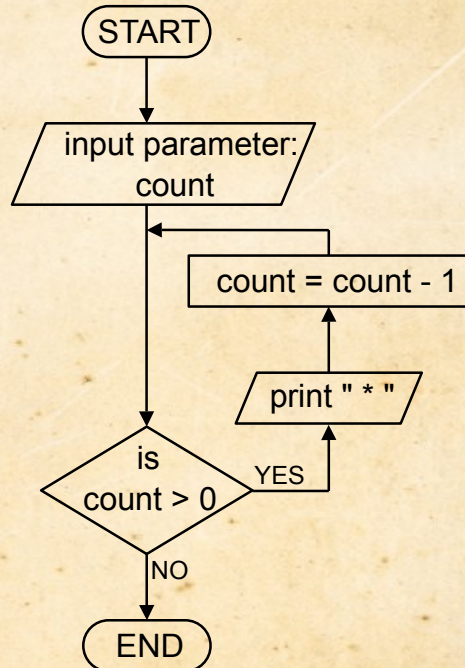 START
input parameter:
count
count = count - 1
print " * "
is
count > 0
YES
NO
END